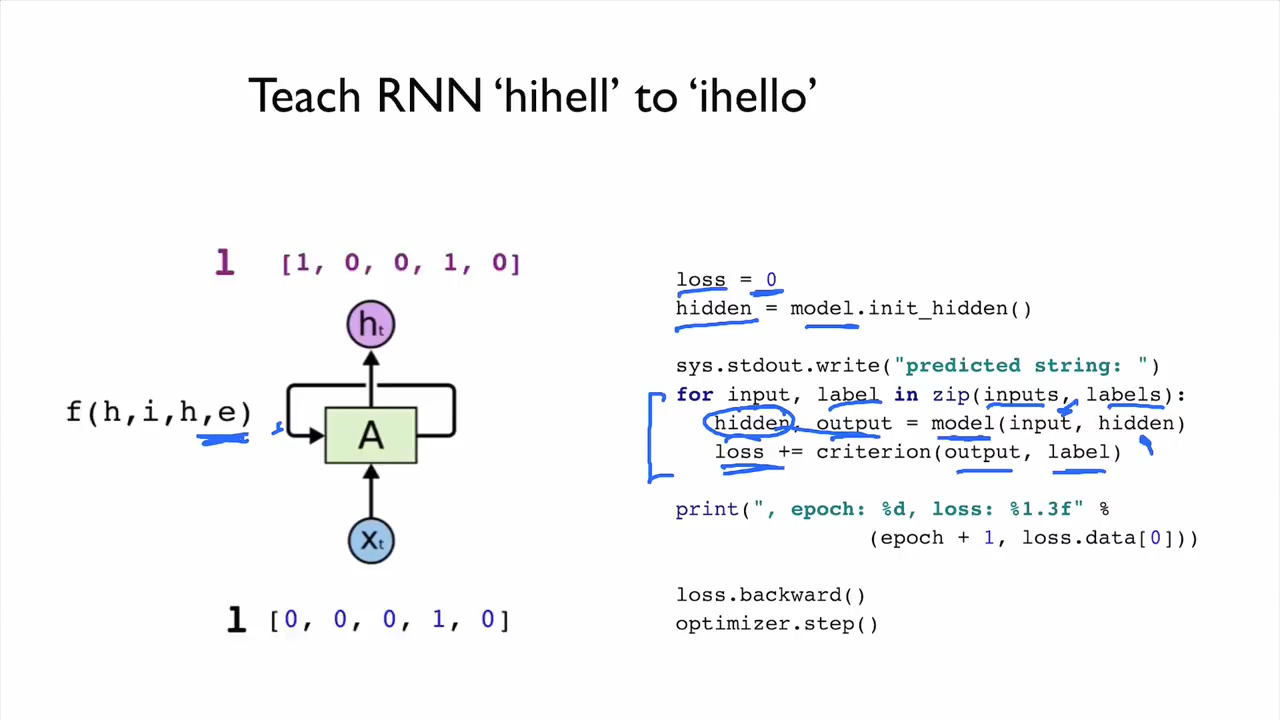 Teach RNN ‘hihell’ to ‘ihello’
l [1, 0, 0, 1, 0]
ht
f(h,i,h,e)
A
xt
l [0, 0, 0, 1, 0]
loss = 0
hidden = model.init_hidden()
sys.stdout.write("predicted string: ")
for input, label in zip(inputs, labels):
hidden, output = model(input, hidden)
loss += criterion(output, label)
print(", epoch: %d, loss: %1.3f" %
(epoch + 1, loss.data[0]))
loss.backward()
optimizer.step()